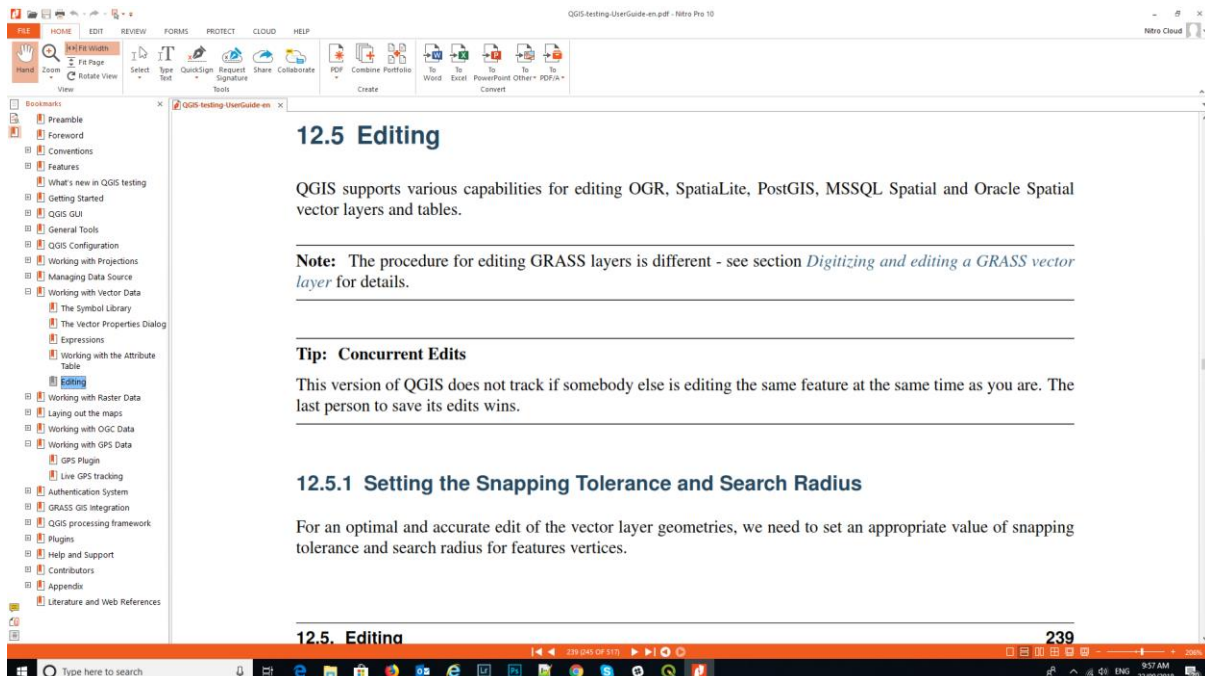 QGIS-testing-UserGuide-en.pdf - Nitro Pro 10
FILE HOME EDIT REVIEW FORMS PROTECT CLOUD HELP
Nitro Cloud
Hand
Zoom
Fit Width
Fit Page
Rotate View
Select
Type Text
QuickSign
Request Signature
Share
Collaborate
PDF
Combine
Portfolio
To Word
To Excel
To PowerPoint
To Other
To PDF/A
View Tools Create Convert
Bookmarks
QGIS-testing-UserGuide-en
Preamble
Foreword
Conventions
Features
What's new in QGIS testing
Getting Started
QGIS GUI
General Tools
QGIS Configuration
Working with Projections
Managing Data Source
Working with Vector Data
The Symbol Library
The Vector Properties Dialog
Expressions
Working with the Attribute
Table
Editing
Working with Raster Data
Laying out the maps
Working with OGC Data
Working with GPS Data
GPS Plugin
Live GPS tracking
Authentication System
GRASS GIS Integration
QGIS processing framework
Plugins
Help and Support
Contributors
Appendix
Literature and Web References
12.5 Editing
QGIS supports various capabilities for editing OGR, SpatiaLite, PostGIS, MSSQL Spatial and Oracle Spatial
vector layers and tables.
Note: The procedure for editing GRASS layers is different - see section Digitizing and editing a GRASS vector
layer for details.
Tip: Concurrent Edits
This version of QGIS does not track if somebody else is editing the same feature at the same time as you are. The
last person to save its edits wins.
12.5.1 Setting the Snapping Tolerance and Search Radius
For an optimal and accurate edit of the vector layer geometries, we need to set an appropriate value of snapping
tolerance and search radius for features vertices.
12.5. Editing 239
239 (245 OF 517)
206%
Type here to search
ENG
9:57 AM